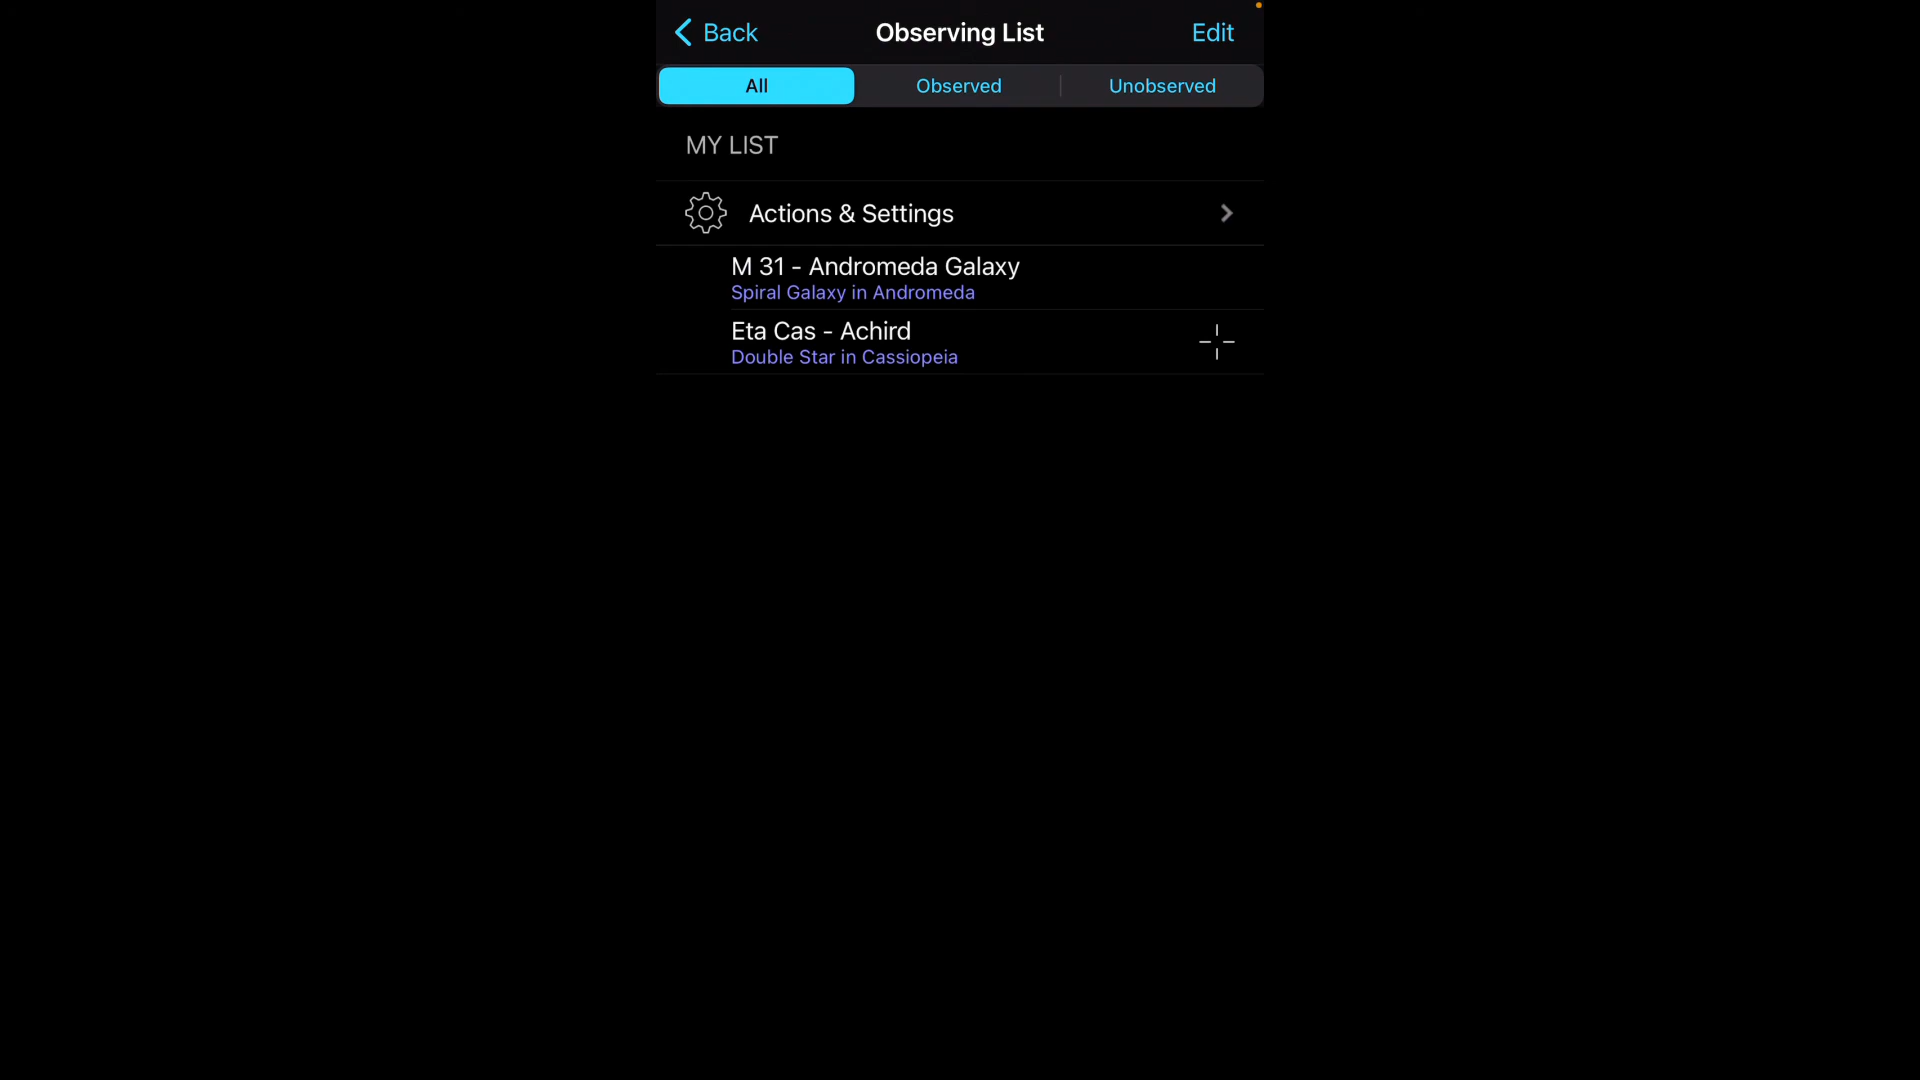 Back
Observing List
Edit
All
Observed
Unobserved
MY LIST
Actions & Settings
M 31 - Andromeda Galaxy
Spiral Galaxy in Andromeda
Eta Cas - Achird
Double Star in Cassiopeia